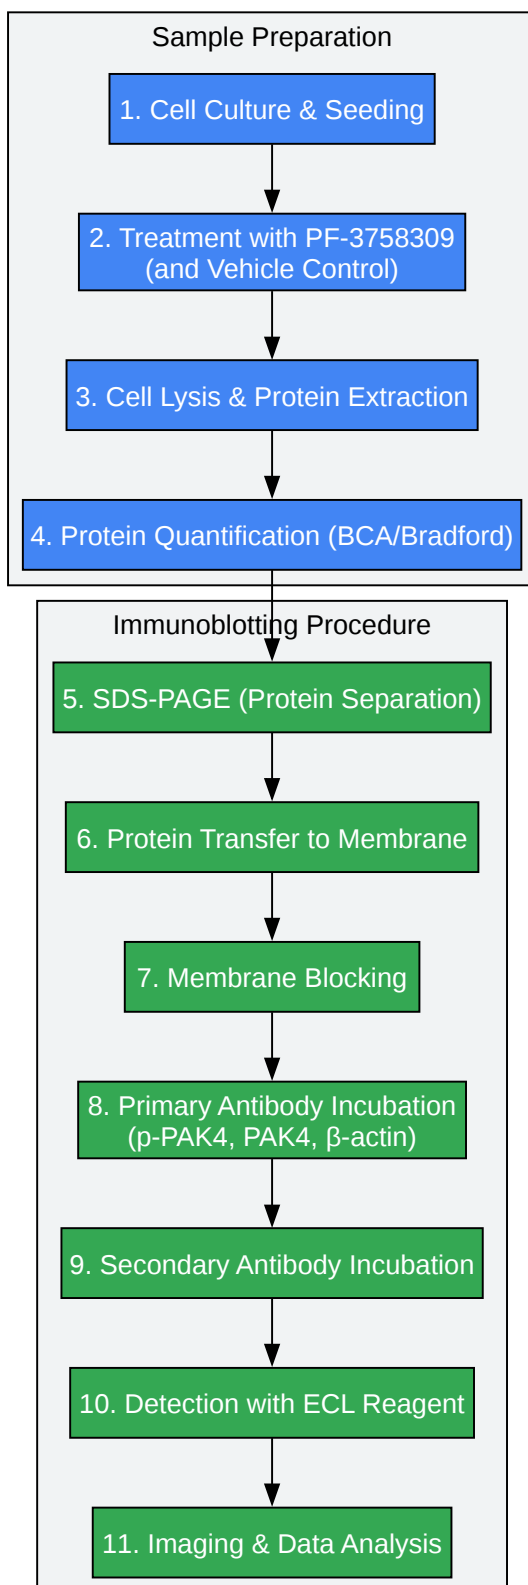 Sample Preparation
1. Cell Culture & Seeding
2. Treatment with PF-3758309
(and Vehicle Control)
3. Cell Lysis & Protein Extraction
4. Protein Quantification (BCA/Bradford)
Immunoblotting Procedure
5. SDS-PAGE (Protein Separation)
6. Protein Transfer to Membrane
7. Membrane Blocking
8. Primary Antibody Incubation
(p-PAK4, PAK4, β-actin)
9. Secondary Antibody Incubation
10. Detection with ECL Reagent
11. Imaging & Data Analysis